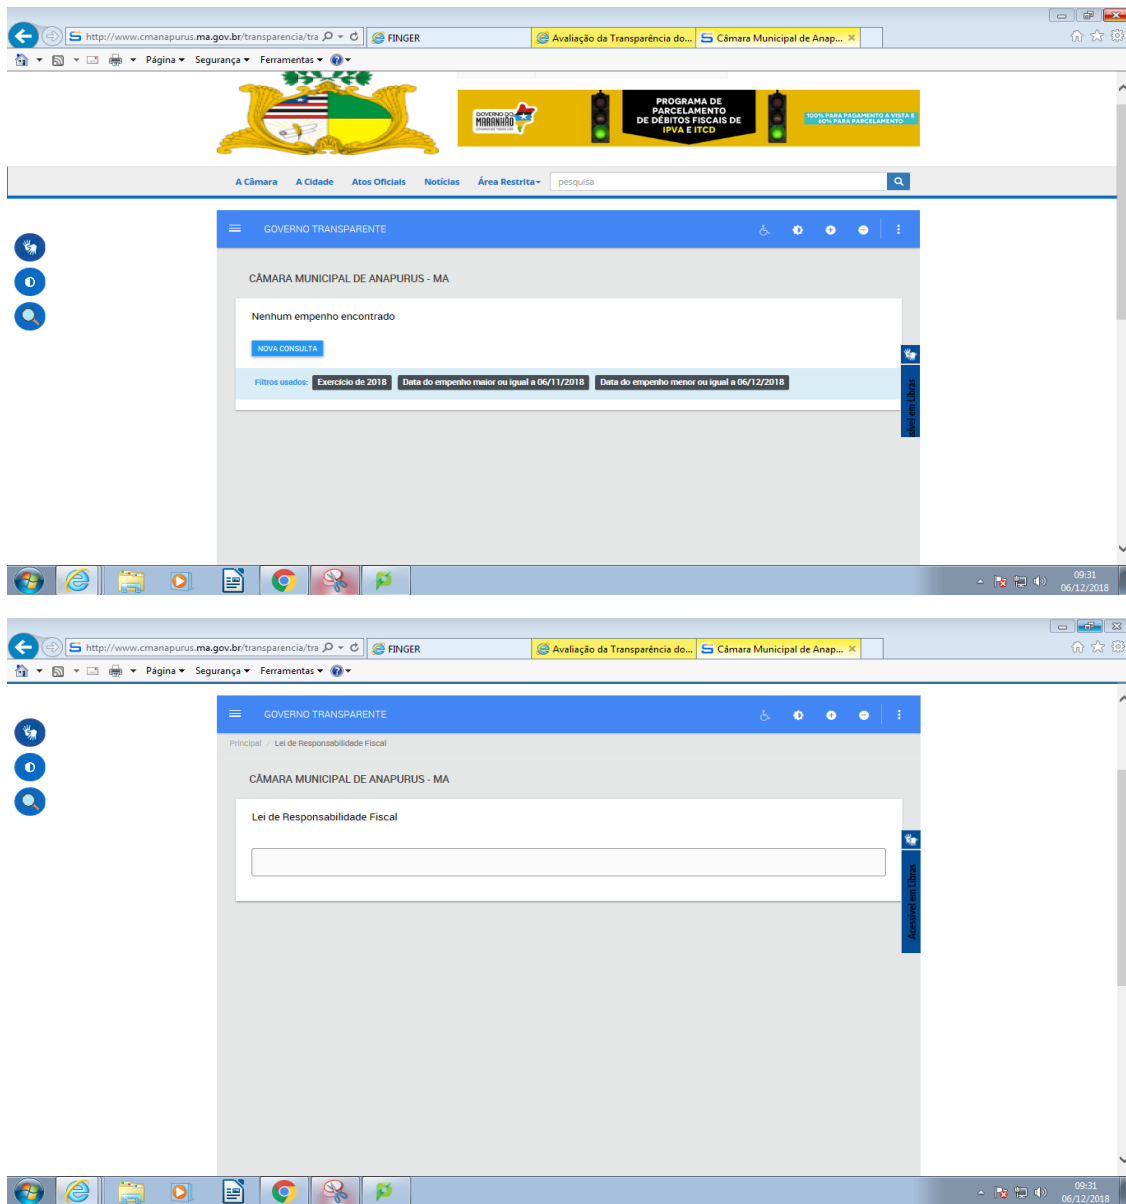 http://www.cmanapurus.ma.gov.br/transparencia/tra
FINGER
Avaliação da Transparência do...
Câmara Municipal de Anap...
Página
Segurança
Ferramentas
GOVERNO DO
MARANHÃO
PROGRAMA DE
PARCELAMENTO
DE DÉBITOS FISCAIS DE
IPVA E ITCD
100% PARA PAGAMENTO A VISTA E
60% PARA PARCELAMENTO
A Câmara
A Cidade
Atos Oficiais
Notícias
Área Restrita
pesquisa
GOVERNO TRANSPARENTE
CÂMARA MUNICIPAL DE ANAPURUS - MA
Nenhum empenho encontrado
NOVA CONSULTA
Filtros usados: Exercício de 2018 Data do empenho maior ou igual a 06/11/2018 Data do empenho menor ou igual a 06/12/2018
sível em Libras
09:31
06/12/2018
http://www.cmanapurus.ma.gov.br/transparencia/tra
FINGER
Avaliação da Transparência do...
Câmara Municipal de Anap...
Página
Segurança
Ferramentas
GOVERNO TRANSPARENTE
Principal / Lei de Responsabilidade Fiscal
CÂMARA MUNICIPAL DE ANAPURUS - MA
Lei de Responsabilidade Fiscal
Acessível em Libras
09:31
06/12/2018